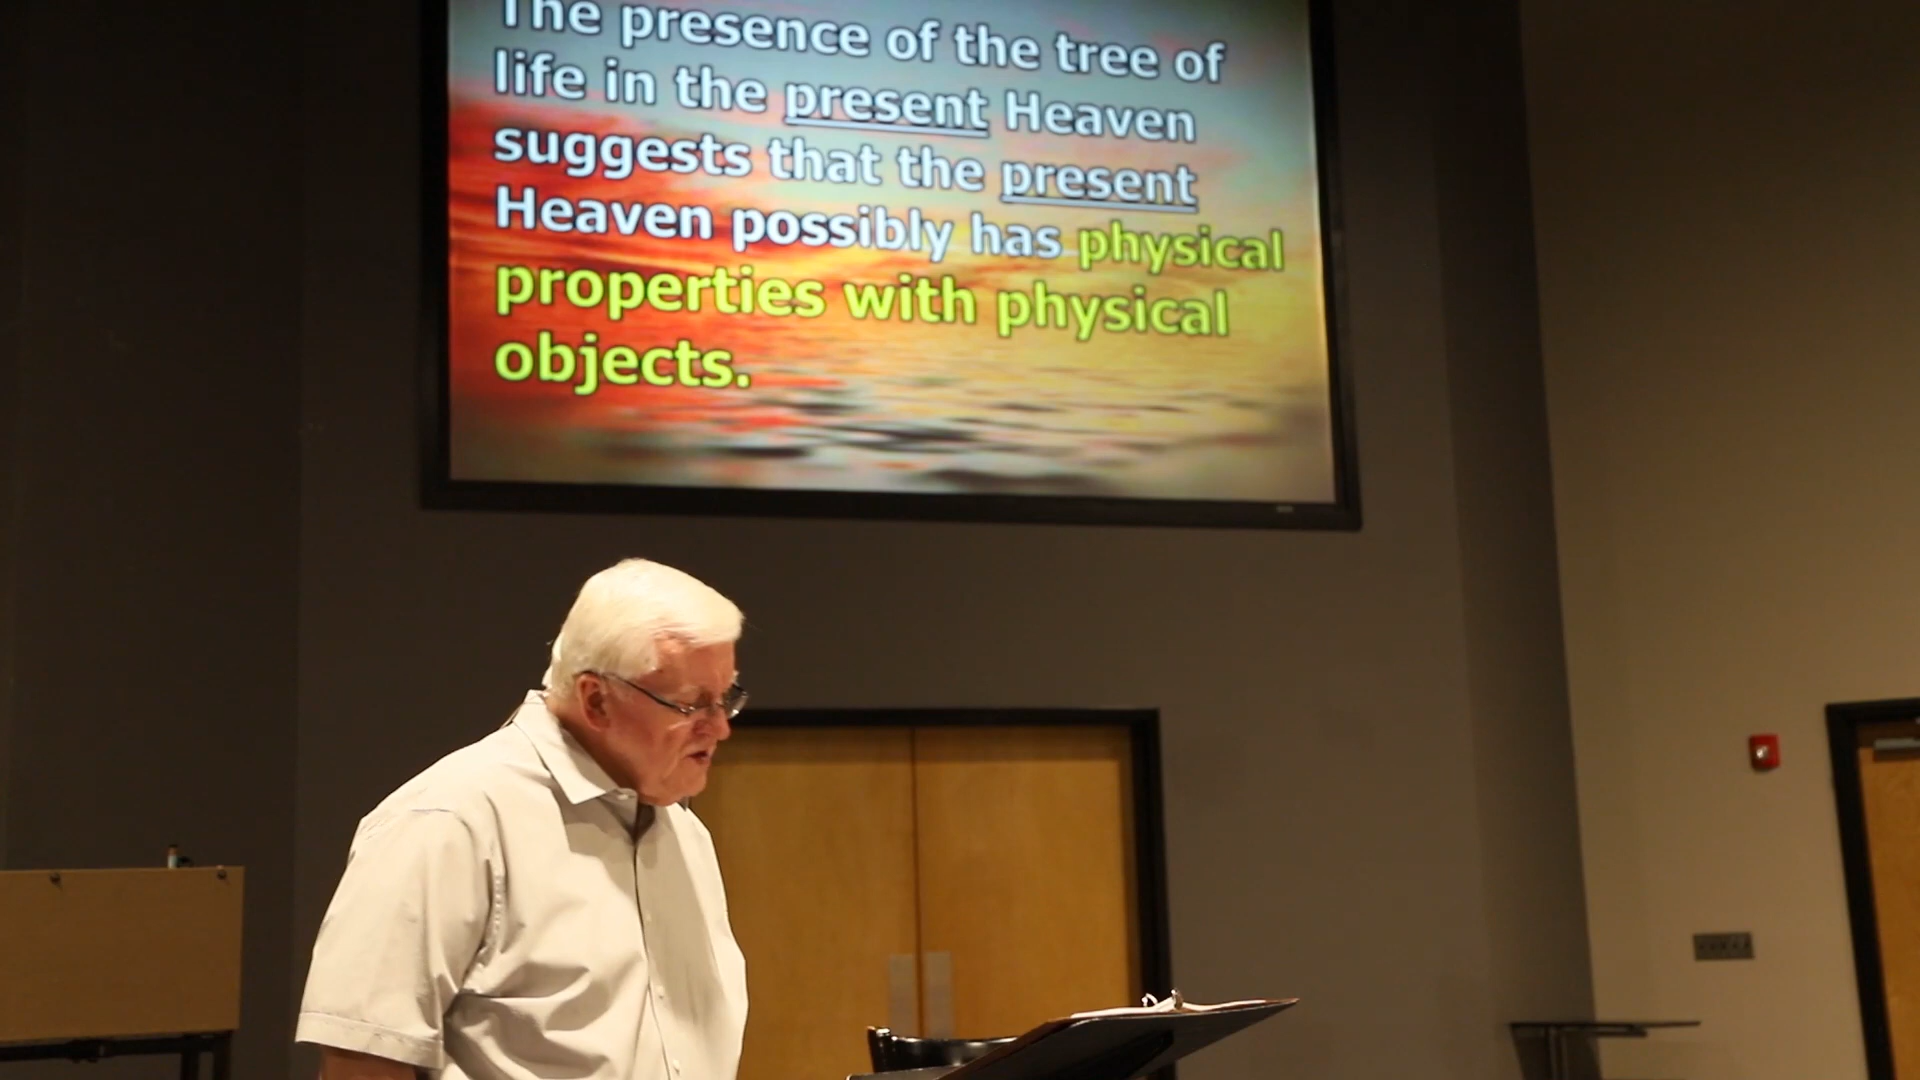 The presence of the tree of
life in the present Heaven
suggests that the present
Heaven possibly has physical
properties with physical
objects.